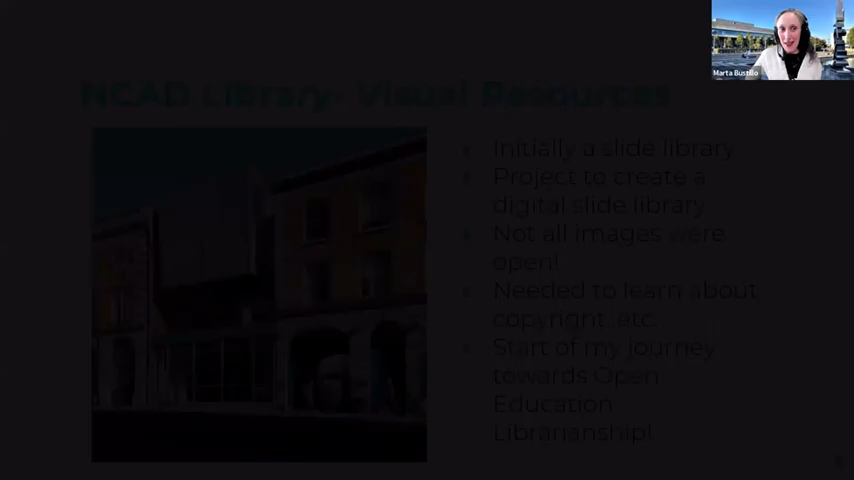 Marta Bustillo
NCAD Library- Visual Resources
Initially a slide library
Project to create a
digital slide library
Not all images were
open!
Needed to learn about
copyright, etc.
Start of my journey
towards Open
Education
Librarianship!